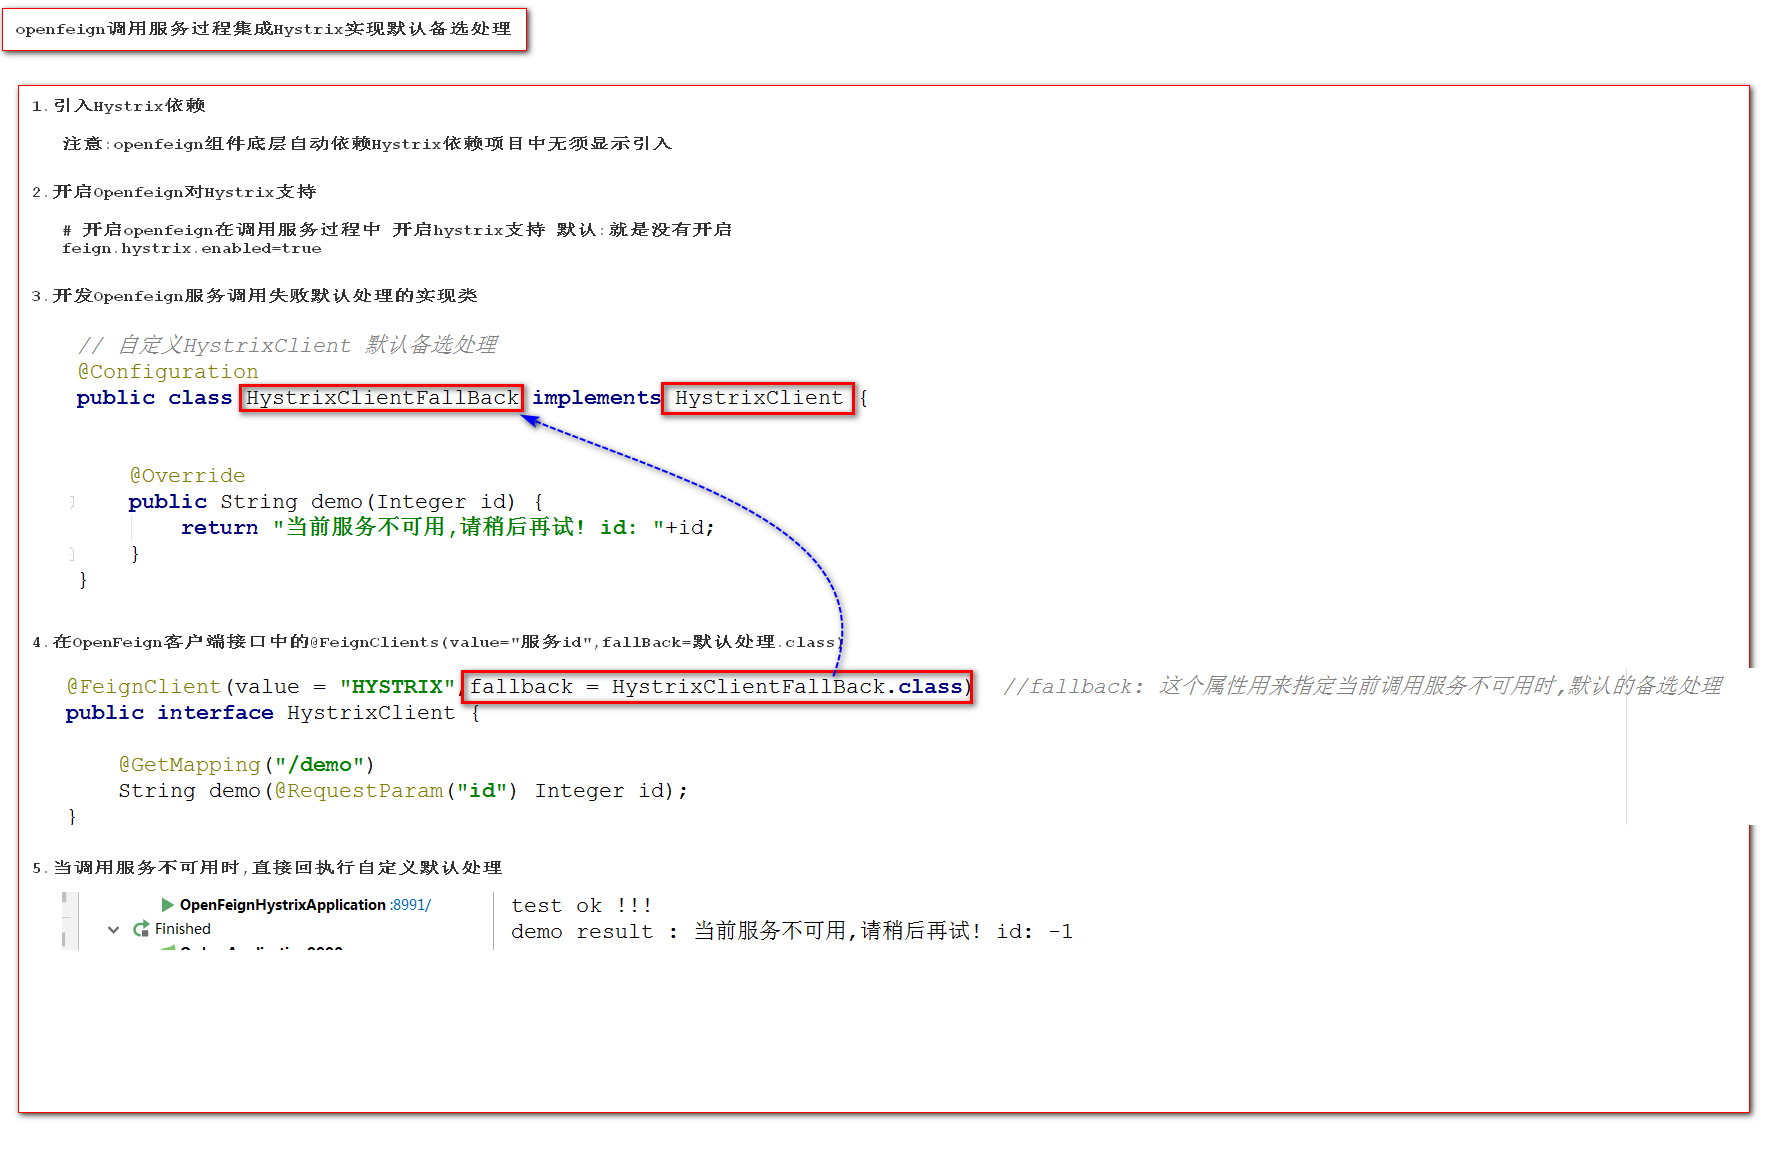 openfeign调用服务过程集成Hystrix实现默认备选处理
1.引入Hystrix依赖
注意:openfeign组件底层自动依赖Hystrix依赖项目中无须显示引入
2.开启Openfeign对Hystrix支持
# 开启openfeign在调用服务过程中 开启hystrix支持 默认:就是没有开启
feign.hystrix.enabled=true
3.开发Openfeign服务调用失败默认处理的实现类
// 自定义HystrixClient 默认备选处理
@Configuration
public class HystrixClientFallBack implements HystrixClient {
@Override
public String demo(Integer id) {
return "当前服务不可用,请稍后再试! id: "+id;
}
}
4.在OpenFeign客户端接口中的@FeignClients(value="服务id",fallBack=默认处理.class)
@FeignClient(value = "HYSTRIX",fallback = HystrixClientFallBack.class) //fallback: 这个属性用来指定当前调用服务不可用时,默认的备选处理
public interface HystrixClient {
@GetMapping("/demo")
String demo(@RequestParam("id") Integer id);
}
5.当调用服务不可用时,直接回执行自定义默认处理
OpenFeignHystrixApplication :8991/
Finished
test ok !!!
demo result : 当前服务不可用,请稍后再试! id: -1